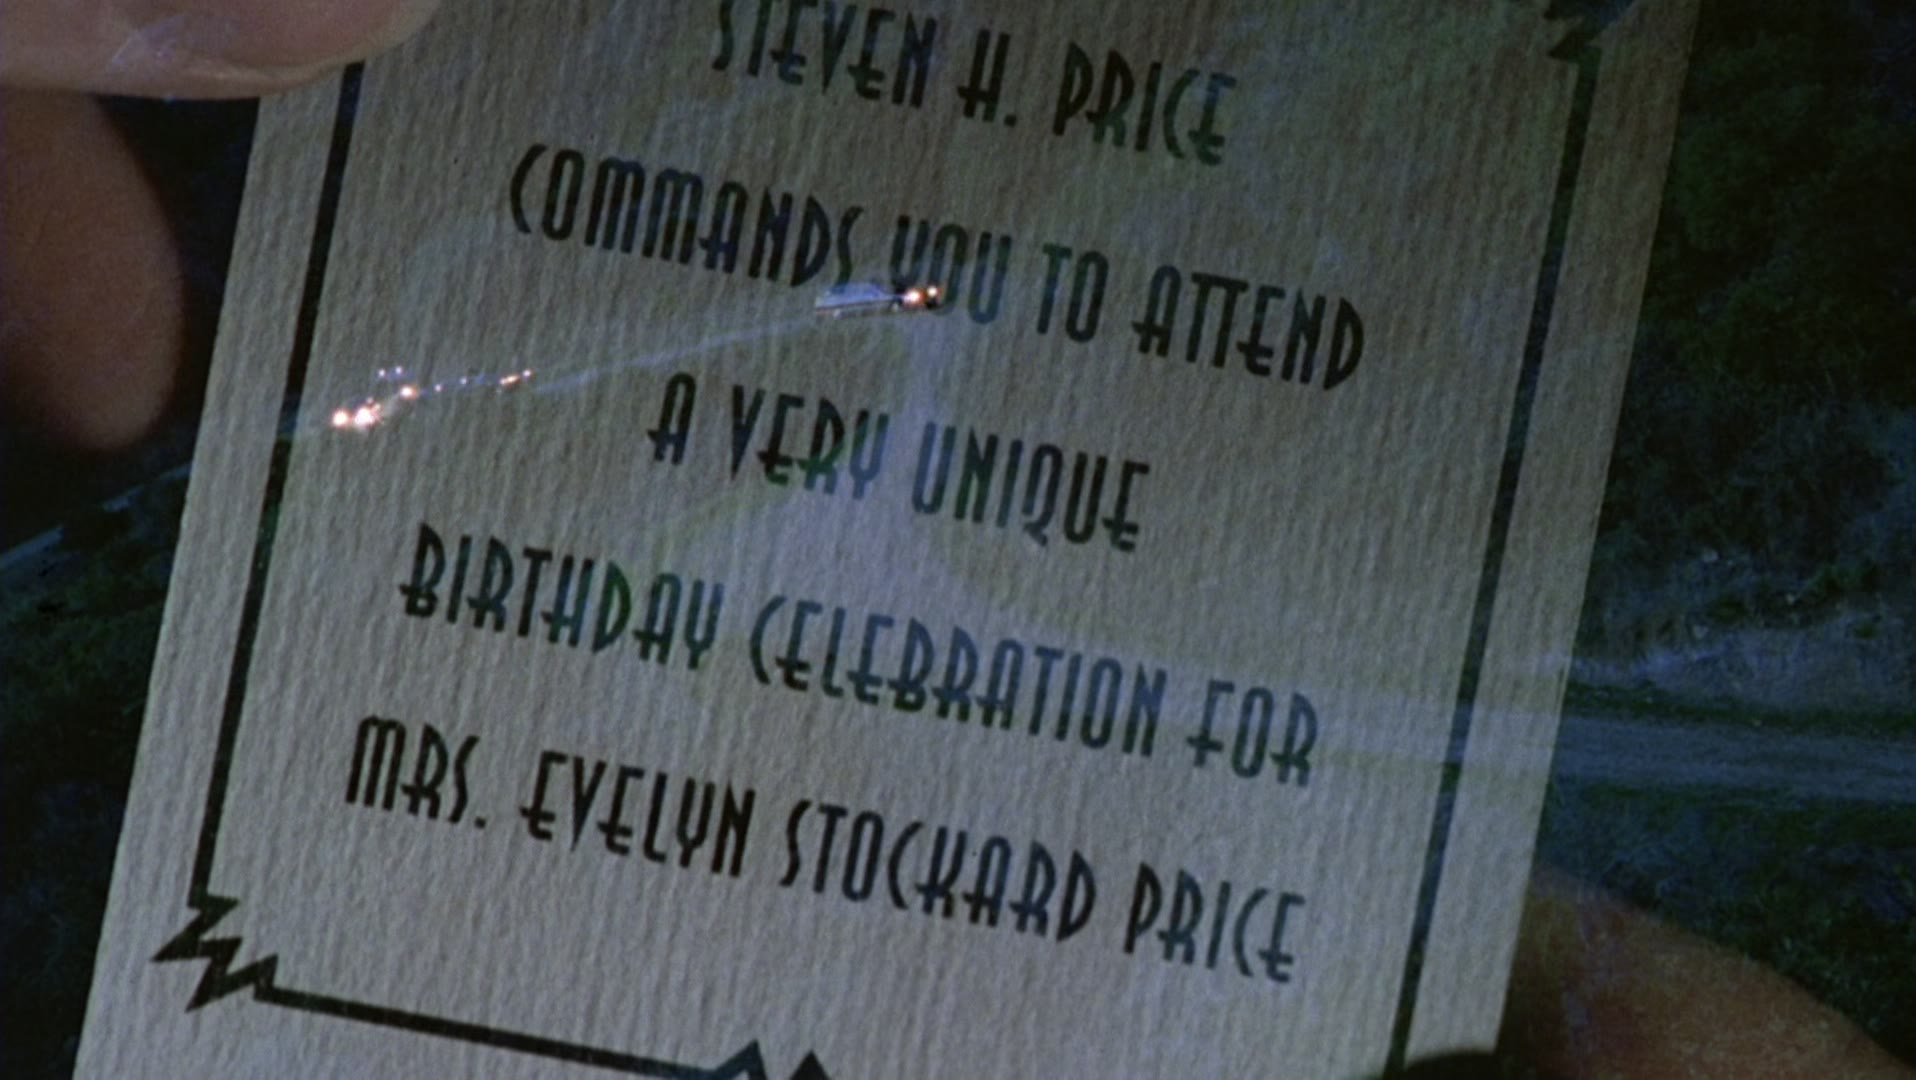 STEVEN H. PRICE
COMMANDS YOU TO ATTEND
A VERY UNIQUE
BIRTHDAY CELEBRATION FOR
MRS. EVELYN STOCKARD PRICE